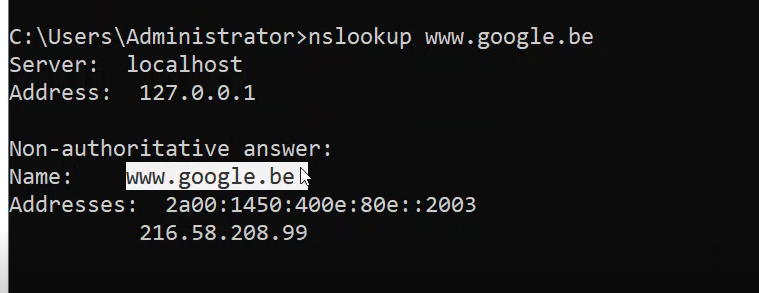 C:\Users\Administrator>nslookup www.google.be
Server:  localhost
Address:  127.0.0.1
Non-authoritative answer:
Name:    www.google.be
Addresses:  2a00:1450:400e:80e::2003
216.58.208.99